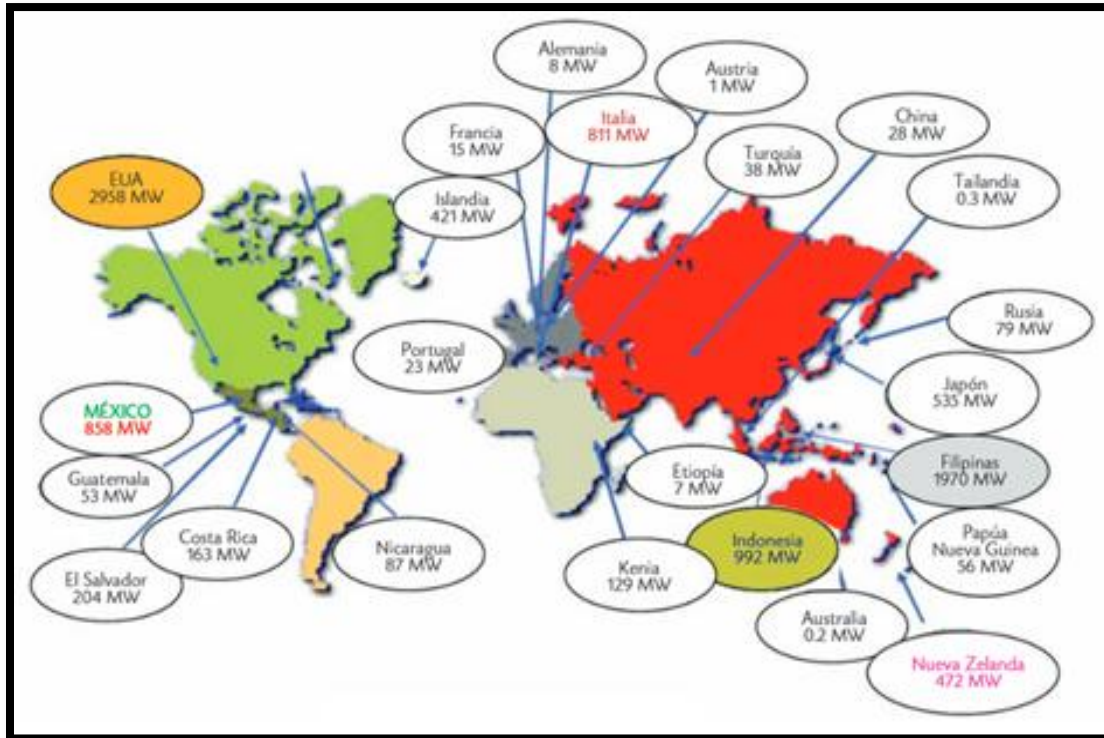 Alemania
8 MW
Austria
1 MW
Italia
811 MW
China
28 MW
Francia
15 MW
Turquía
38 MW
EUA
2958 MW
Islandia
421 MW
Tailandia
0.3 MW
Rusia
79 MW
Portugal
23 MW
Japón
535 MW
MÉXICO
858 MW
Guatemala
53 MW
Etiopía
7 MW
Filipinas
1970 MW
Costa Rica
163 MW
Nicaragua
87 MW
Indonesia
992 MW
Papúa
Nueva Guinea
56 MW
El Salvador
204 MW
Kenia
129 MW
Australia
0.2 MW
Nueva Zelanda
472 MW